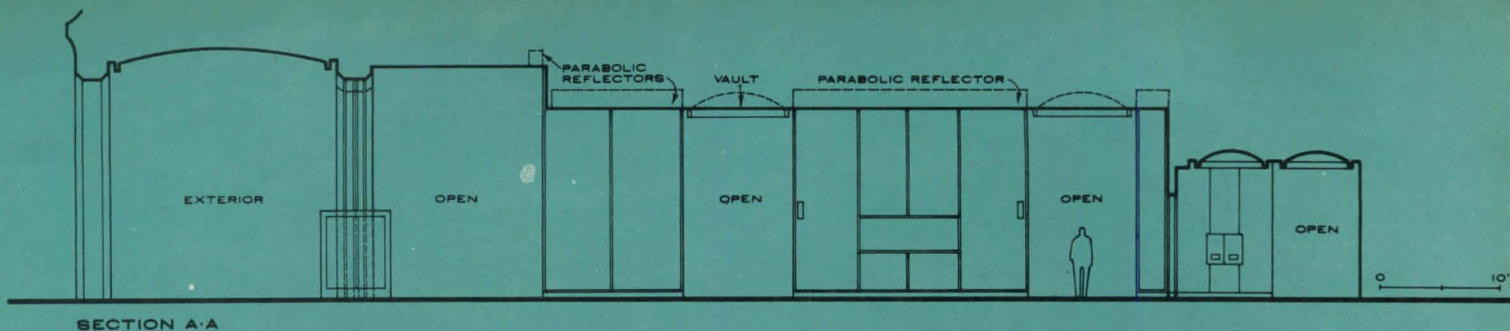 PARABOLIC
REFLECTORS
VAULT
PARABOLIC REFLECTOR
EXTERIOR
OPEN
OPEN
OPEN
OPEN
0 10'
SECTION A·A